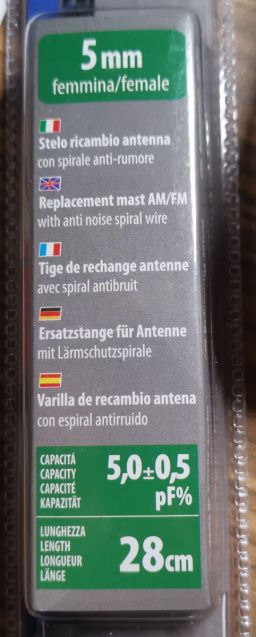 5mm
femmina/female
Stelo ricambio antenna
con spirale anti-rumore
Replacement mast AM/FM
with anti noise spiral wire
Tige de rechange antenne
avec spiral antibruit
Ersatzstange für Antenne
mit Lärmschutzspirale
Varilla de recambio antena
con espiral antirruido
CAPACITÁ
CAPACITY
CAPACITÉ
KAPAZITÄT
5,0±0,5
pF%
LUNGHEZZA
LENGTH
LONGUEUR
LÄNGE
28cm